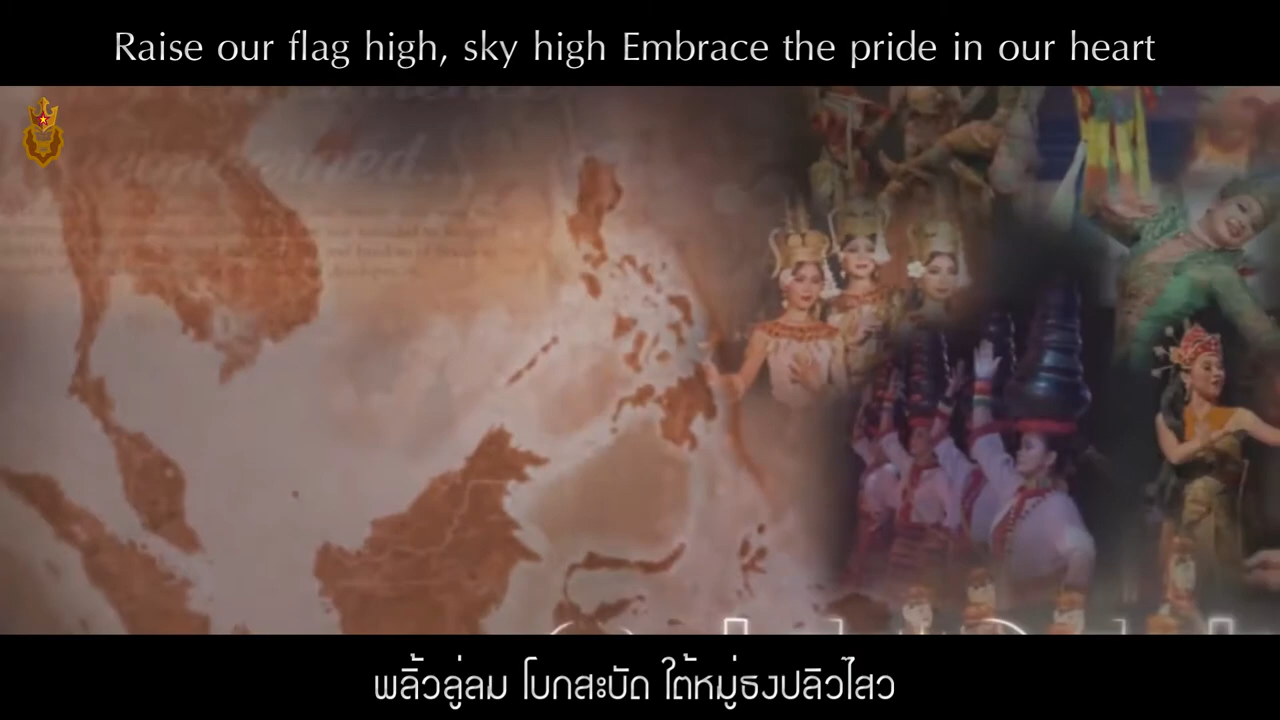 Raise our flag high, sky high Embrace the pride in our heart
พลิ้วลู่ลม โบกสะบัด ใต้หมู่ธงปลิวไสว